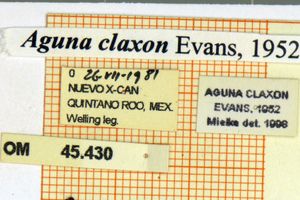 Aguna claxon Evans, 1952
0 26-VII-1981
NUEVO X-CAN
QUINTANO ROO, MEX.
Welling leg.
AGUNA CLAXON
EVANS, 1952
Mielke det. 1998
OM 45.430